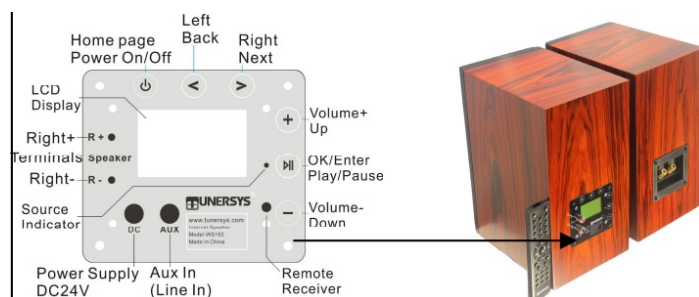 Left
Back
Home page
Power On/Off
Right
Next
LCD
Display
Volume+
Up
Right+
R +
Terminals Speaker
OK/Enter
Play/Pause
Right-
R -
TUNERSYS
www.tunersys.com
Internet Speaker
Model:WS192
Made in China
Source
Indicator
Volume-
Down
DC
AUX
Power Supply
DC24V
Aux In
(Line In)
Remote
Receiver